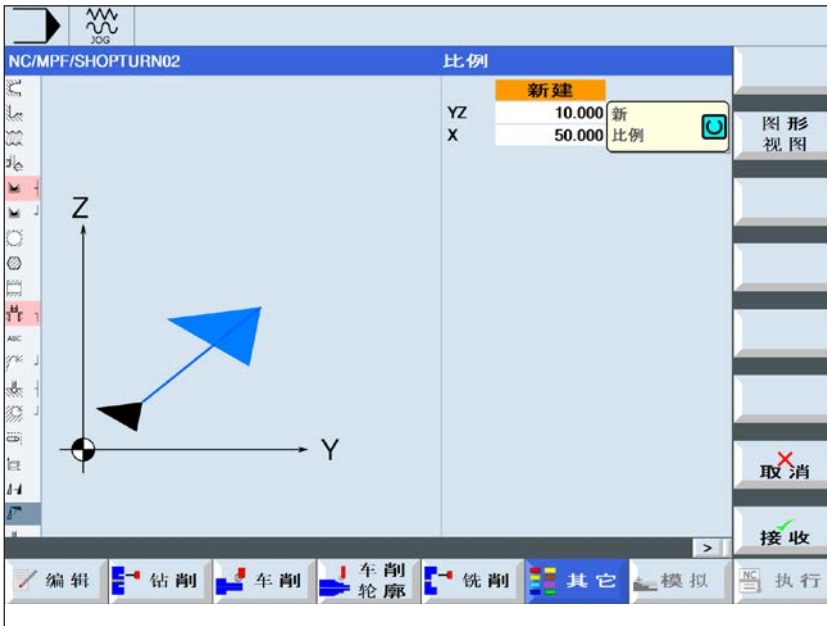 JOG
NC/MPF/SHOPTURN02
比例
新建
YZ 10.000
X 50.000
新
比例
图形
视图
Z
Y
ABC
取消
接收
>
编辑
钻削
车削
车削
轮廓
铣削
其它
模拟
NC
执行